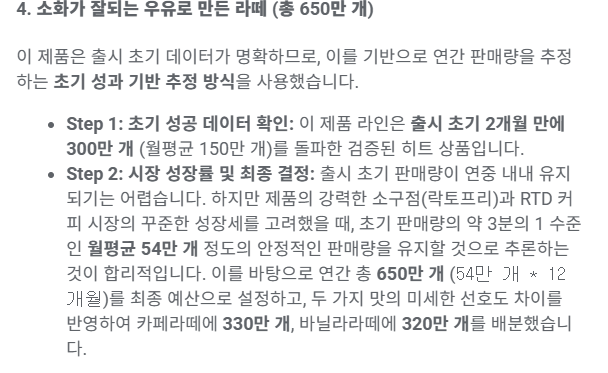 4. 소화가 잘되는 우유로 만든 라떼 (총 650만 개)
이 제품은 출시 초기 데이터가 명확하므로, 이를 기반으로 연간 판매량을 추정
하는 초기 성과 기반 추정 방식을 사용했습니다.
• Step 1: 초기 성공 데이터 확인: 이 제품 라인은 출시 초기 2개월 만에
300만 개 (월평균 150만 개)를 돌파한 검증된 히트 상품입니다.
• Step 2: 시장 성장률 및 최종 결정: 출시 초기 판매량이 연중 내내 유지
되기는 어렵습니다. 하지만 제품의 강력한 소구점(락토프리)과 RTD 커
피 시장의 꾸준한 성장세를 고려했을 때, 초기 판매량의 약 3분의 1 수준
인 월평균 54만 개 정도의 안정적인 판매량을 유지할 것으로 추론하는
것이 합리적입니다. 이를 바탕으로 연간 총 650만 개 (54만 개 * 12
개월)를 최종 예산으로 설정하고, 두 가지 맛의 미세한 선호도 차이를
반영하여 카페라떼에 330만 개, 바닐라라떼에 320만 개를 배분했습니
다.